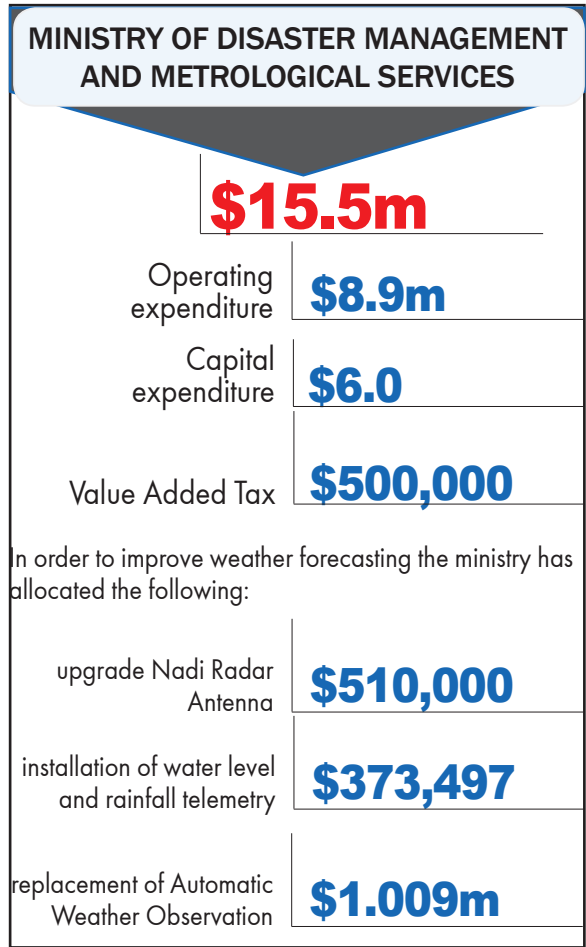 MINISTRY OF DISASTER MANAGEMENT
AND METROLOGICAL SERVICES
$15.5m
Operating
expenditure
$8.9m
Capital
expenditure
$6.0
Value Added Tax
$500,000
In order to improve weather forecasting the ministry has
allocated the following:
upgrade Nadi Radar
Antenna
$510,000
installation of water level
and rainfall telemetry
$373,497
replacement of Automatic
Weather Observation
$1.009m